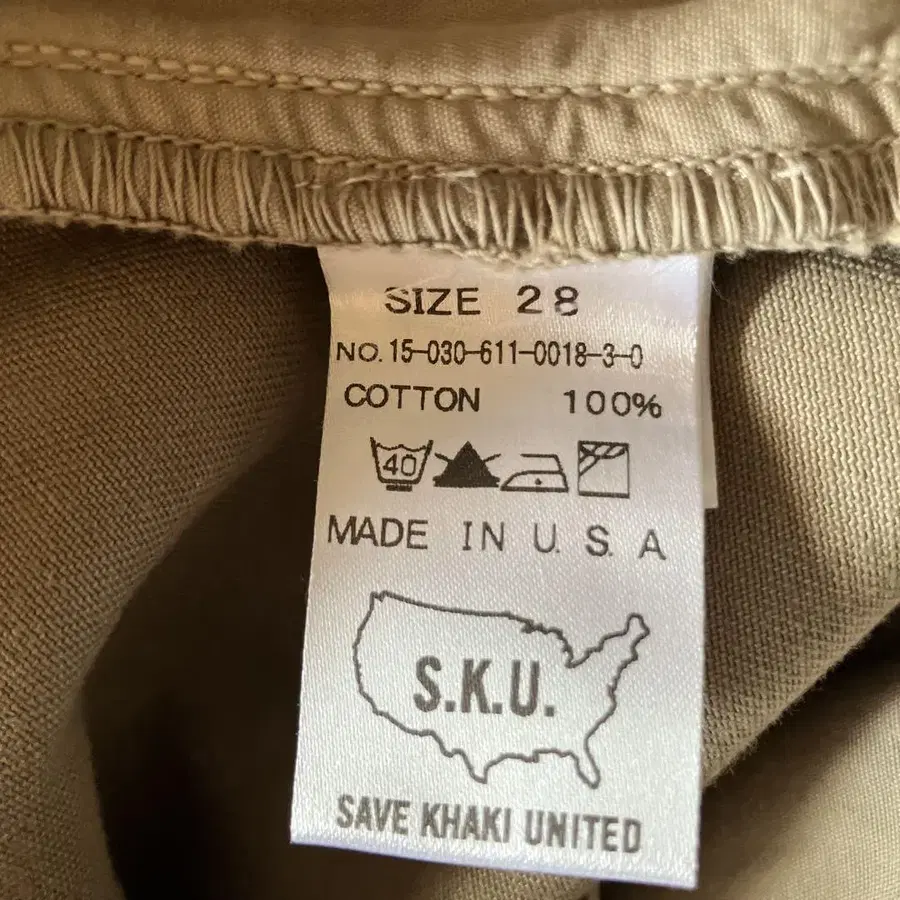 SIZE 28
NO. 15-030-611-0018-3-0
COTTON 100%
40
MADE IN U. S. A
S.K.U.
SAVE KHAKI UNITED